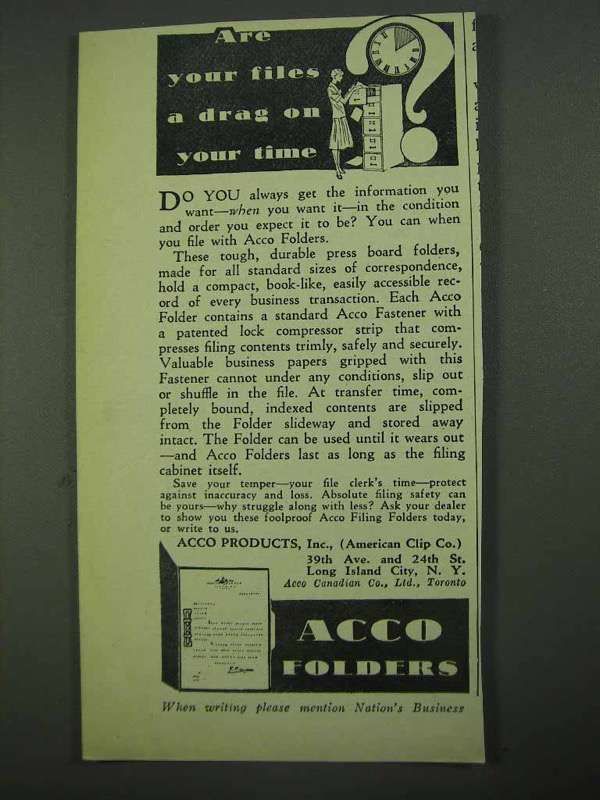 Are
your files
a drag on
your time
DO YOU always get the information you
want—when you want it—in the condition
and order you expect it to be? You can when
you file with Acco Folders.
These tough, durable press board folders,
made for all standard sizes of correspondence,
hold a compact, book-like, easily accessible rec-
ord of every business transaction. Each Acco
Folder contains a standard Acco Fastener with
a patented lock compressor strip that com-
presses filing contents trimly, safely and securely.
Valuable business papers gripped with this
Fastener cannot under any conditions, slip out
or shuffle in the file. At transfer time, com-
pletely bound, indexed contents are slipped
from the Folder slideway and stored away
intact. The Folder can be used until it wears out
—and Acco Folders last as long as the filing
cabinet itself.
Save your temper—your file clerk's time—protect
against inaccuracy and loss. Absolute filing safety can
be yours—why struggle along with less? Ask your dealer
to show you these foolproof Acco Filing Folders today,
or write to us.
ACCO PRODUCTS, Inc., (American Clip Co.)
39th Ave. and 24th St.
Long Island City, N. Y.
Acco Canadian Co., Ltd., Toronto
ACCO
FOLDERS
When writing please mention Nation's Business